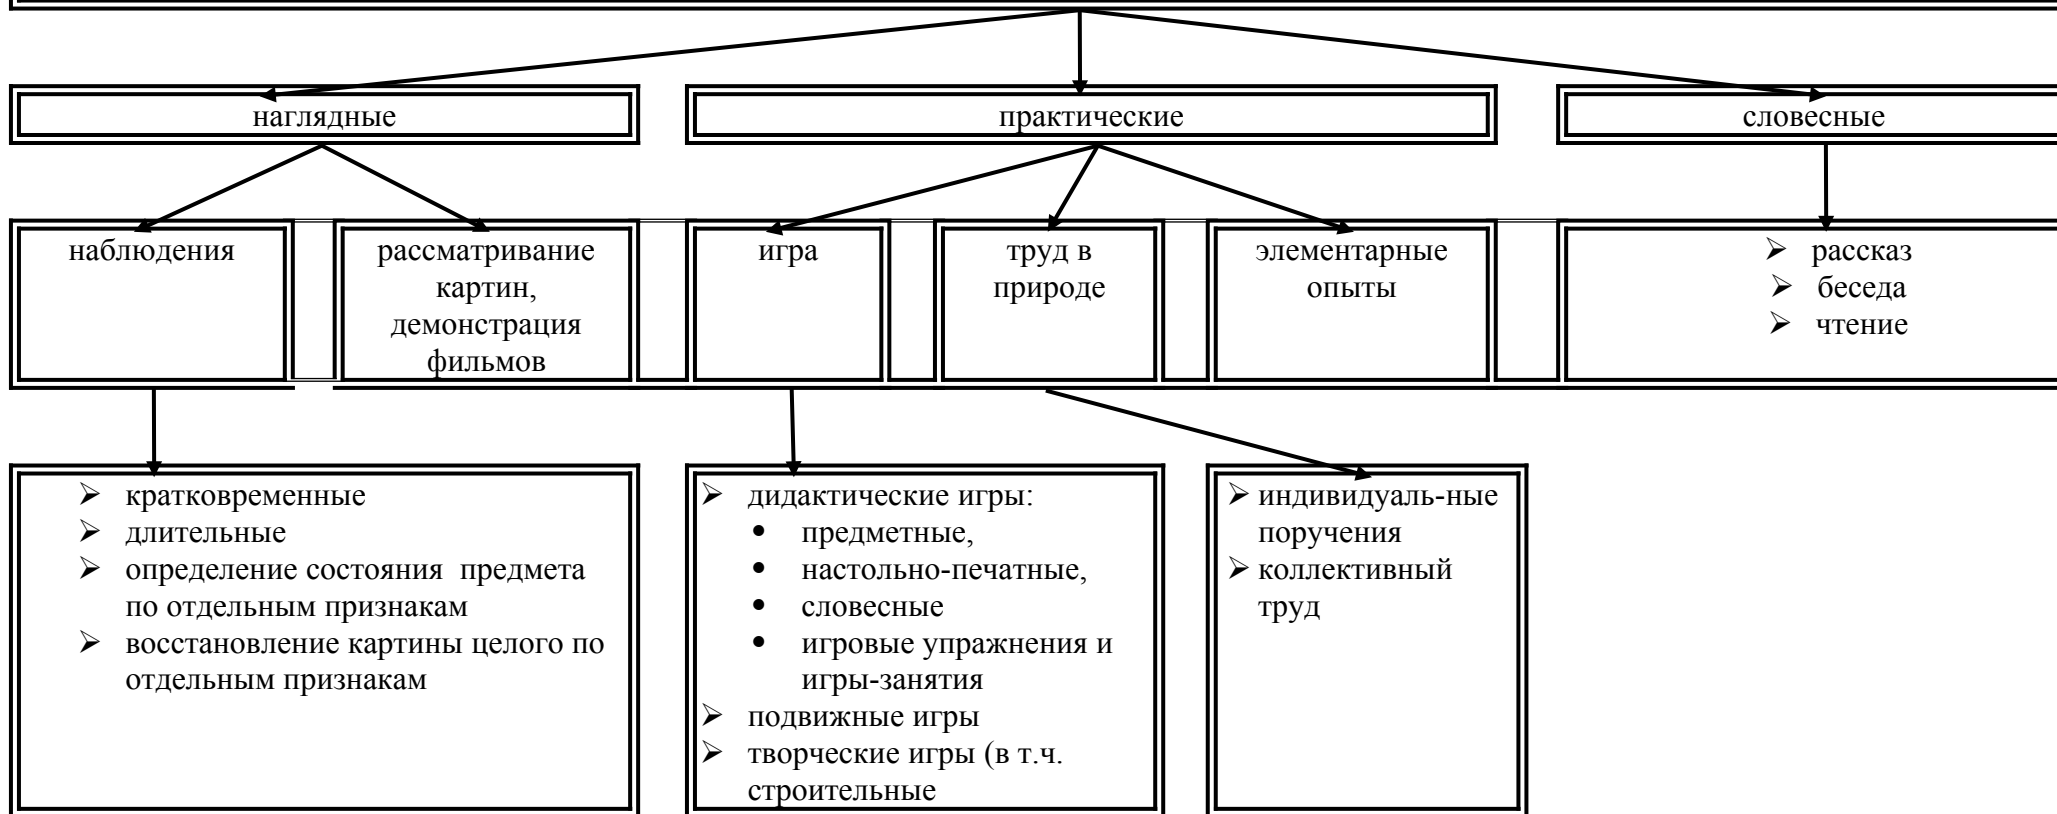 наглядные
практические
словесные
наблюдения
рассматривание
картин,
демонстрация
фильмов
игра
труд в
природе
элементарные
опыты
➢ рассказ
➢ беседа
➢ чтение
➢ кратковременные
➢ длительные
➢ определение состояния  предмета
по отдельным признакам
➢ восстановление картины целого по
отдельным признакам
➢ дидактические игры:
• предметные,
• настольно-печатные,
• словесные
• игровые упражнения и
игры-занятия
➢ подвижные игры
➢ творческие игры (в т.ч.
строительные
➢ индивидуаль-ные
поручения
➢ коллективный
труд